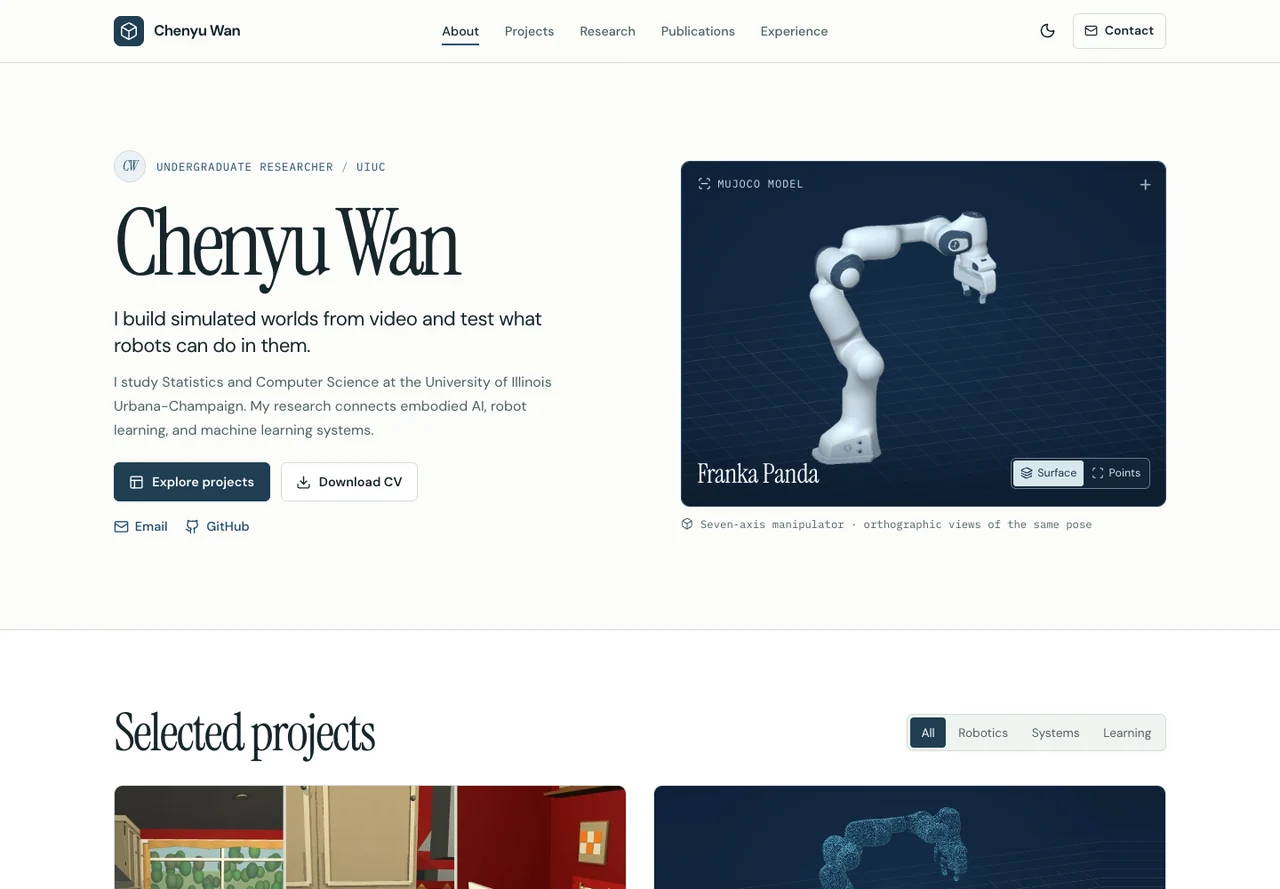 Chenyu Wan
About
Projects
Research
Publications
Experience
Contact
CW
UNDERGRADUATE RESEARCHER / UIUC
Chenyu Wan
I build simulated worlds from video and test what
robots can do in them.
I study Statistics and Computer Science at the University of Illinois
Urbana-Champaign. My research connects embodied AI, robot
learning, and machine learning systems.
Explore projects
Download CV
Email
GitHub
MUJOCO MODEL
Franka Panda
Surface
Points
Seven-axis manipulator · orthographic views of the same pose
Selected projects
All
Robotics
Systems
Learning